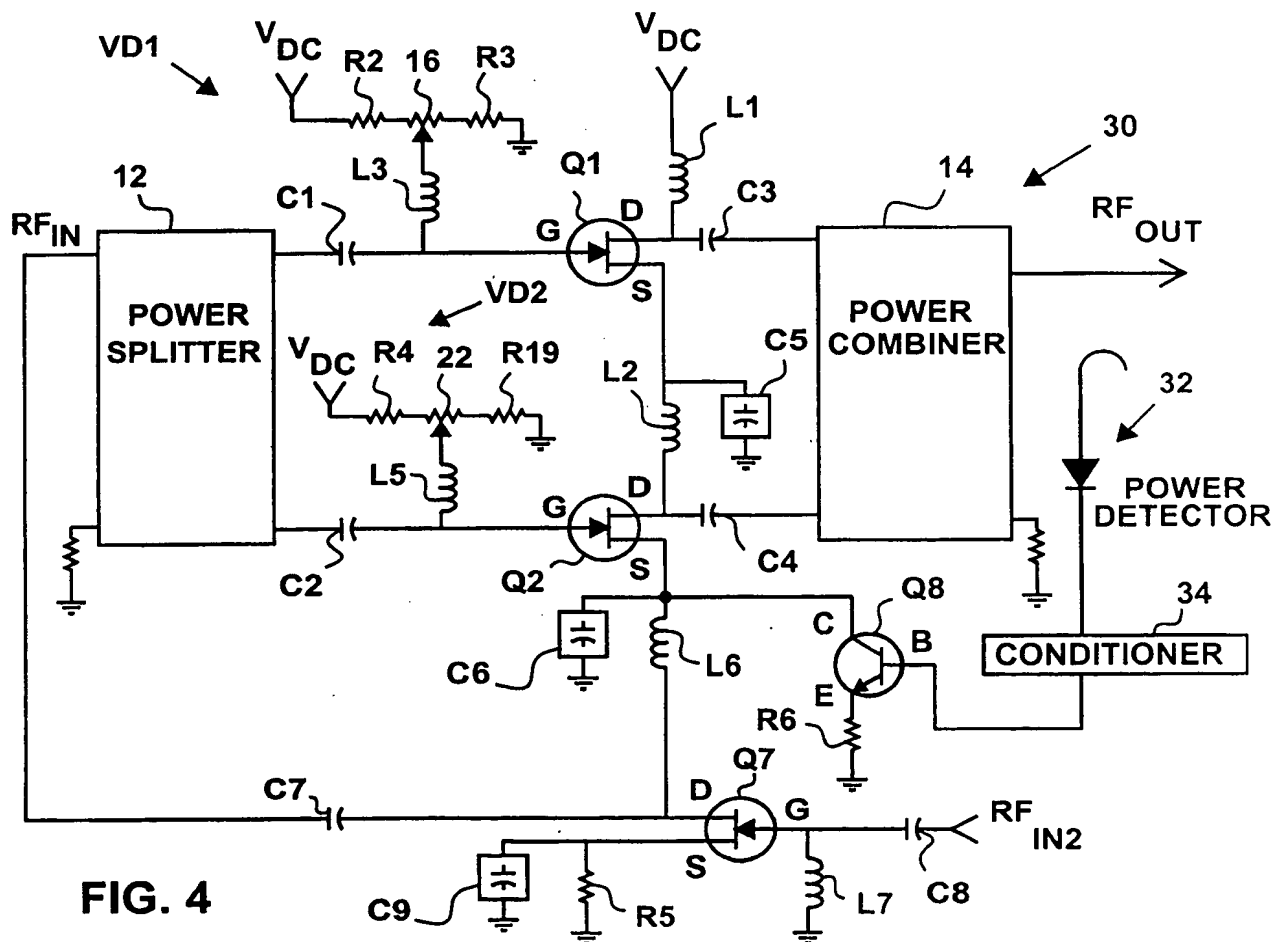 VD1
VDC
R2
16
R3
VDC
L1
30
12
C1
L3
Q1
D
C3
14
RFIN
G
RFOUT
S
POWER SPLITTER
VD2
POWER COMBINER
VDC
R4
22
R19
L2
C5
32
L5
G
D
POWER DETECTOR
C2
Q2
S
C4
Q8
34
C
B
CONDITIONER
C6
L6
E
R6
Q7
C7
D
G
RFIN2
S
C9
R5
L7
C8
FIG. 4